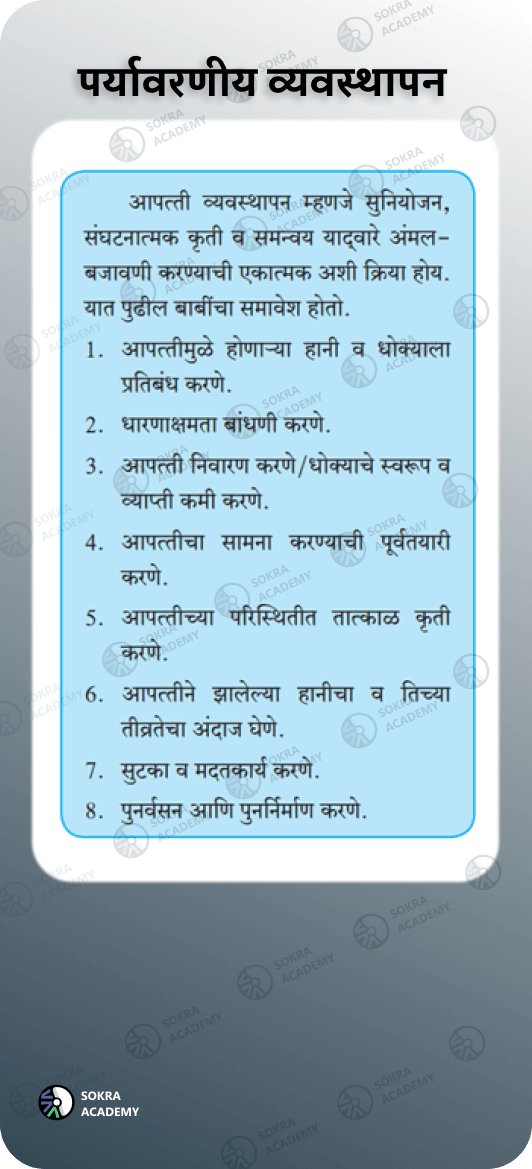 पर्यावरणीय व्यवस्थापन
आपत्ती व्यवस्थापन म्हणजे सुनियोजन,
संघटनात्मक कृती व समन्वय याद्‌वारे अंमल-
बजावणी करण्याची एकात्मक अशी क्रिया होय.
यात पुढील बाबींचा समावेश होतो.
1. आपत्तीमुळे होणाऱ्या हानी व धोक्याला
प्रतिबंध करणे.
2. धारणाक्षमता बांधणी करणे.
3. आपत्ती निवारण करणे/धोक्याचे स्वरूप व
व्याप्ती कमी करणे.
4. आपत्तीचा सामना करण्याची पूर्वतयारी
करणे.
5. आपत्तीच्या परिस्थितीत तात्काळ कृती
करणे.
6. आपत्तीने झालेल्या हानीचा व तिच्या
तीव्रतेचा अंदाज घेणे.
7. सुटका व मदतकार्य करणे.
8. पुनर्वसन आणि पुनर्निर्माण करणे.
SOKRA
ACADEMY